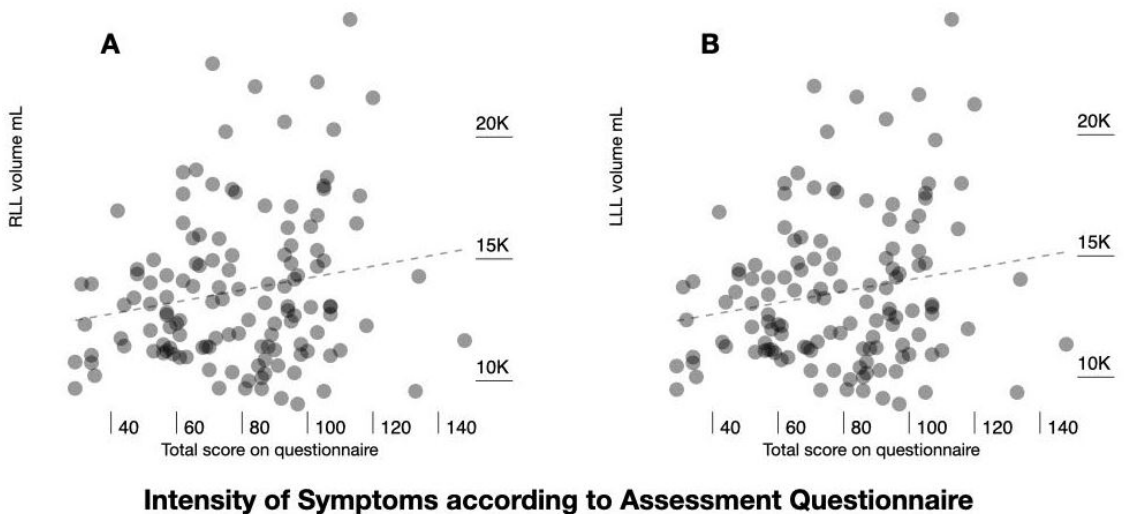 A
B
RLL volume mL
LLL volume mL
20K
20K
15K
15K
10K
10K
40 60 80 100 120 140
40 60 80 100 120 140
Total score on questionnaire
Total score on questionnaire
Intensity of Symptoms according to Assessment Questionnaire